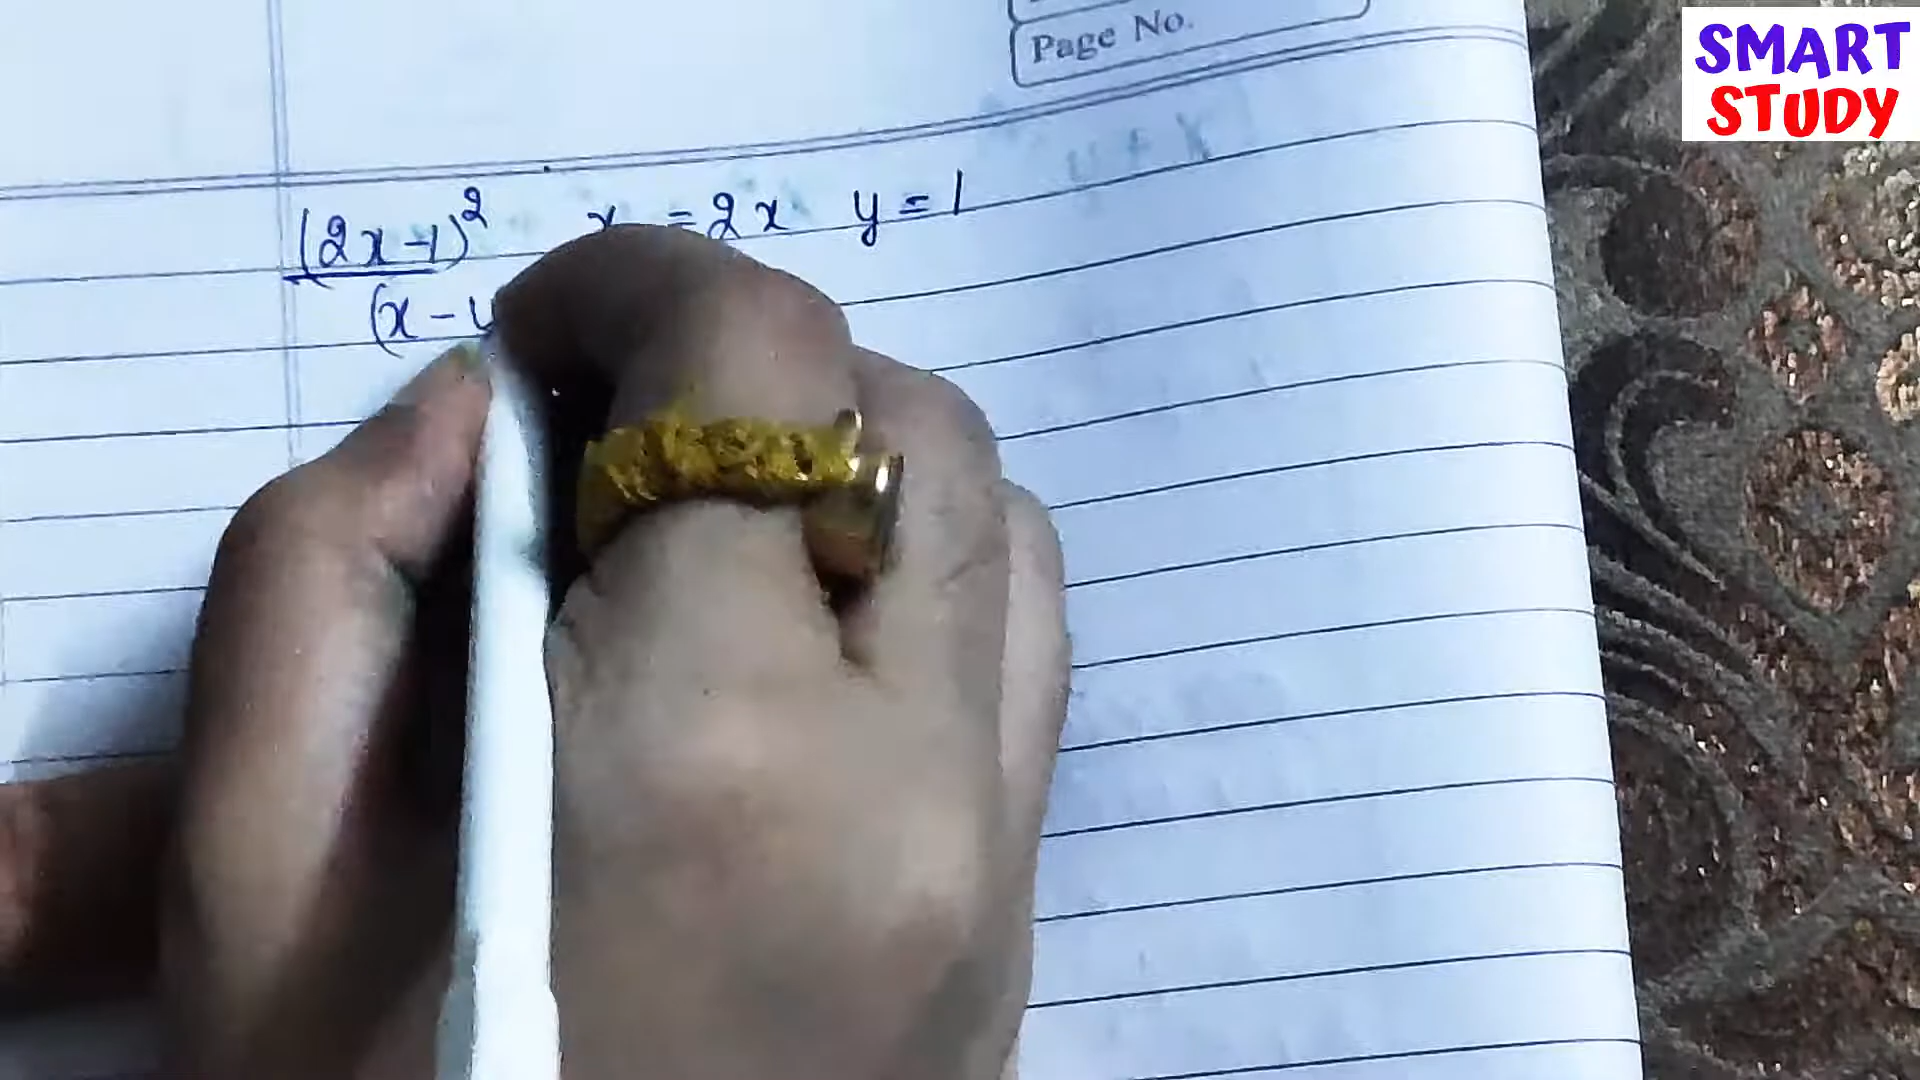 Page No.
SMART
STUDY
(2x-1)² x =2x y=1
(x-y